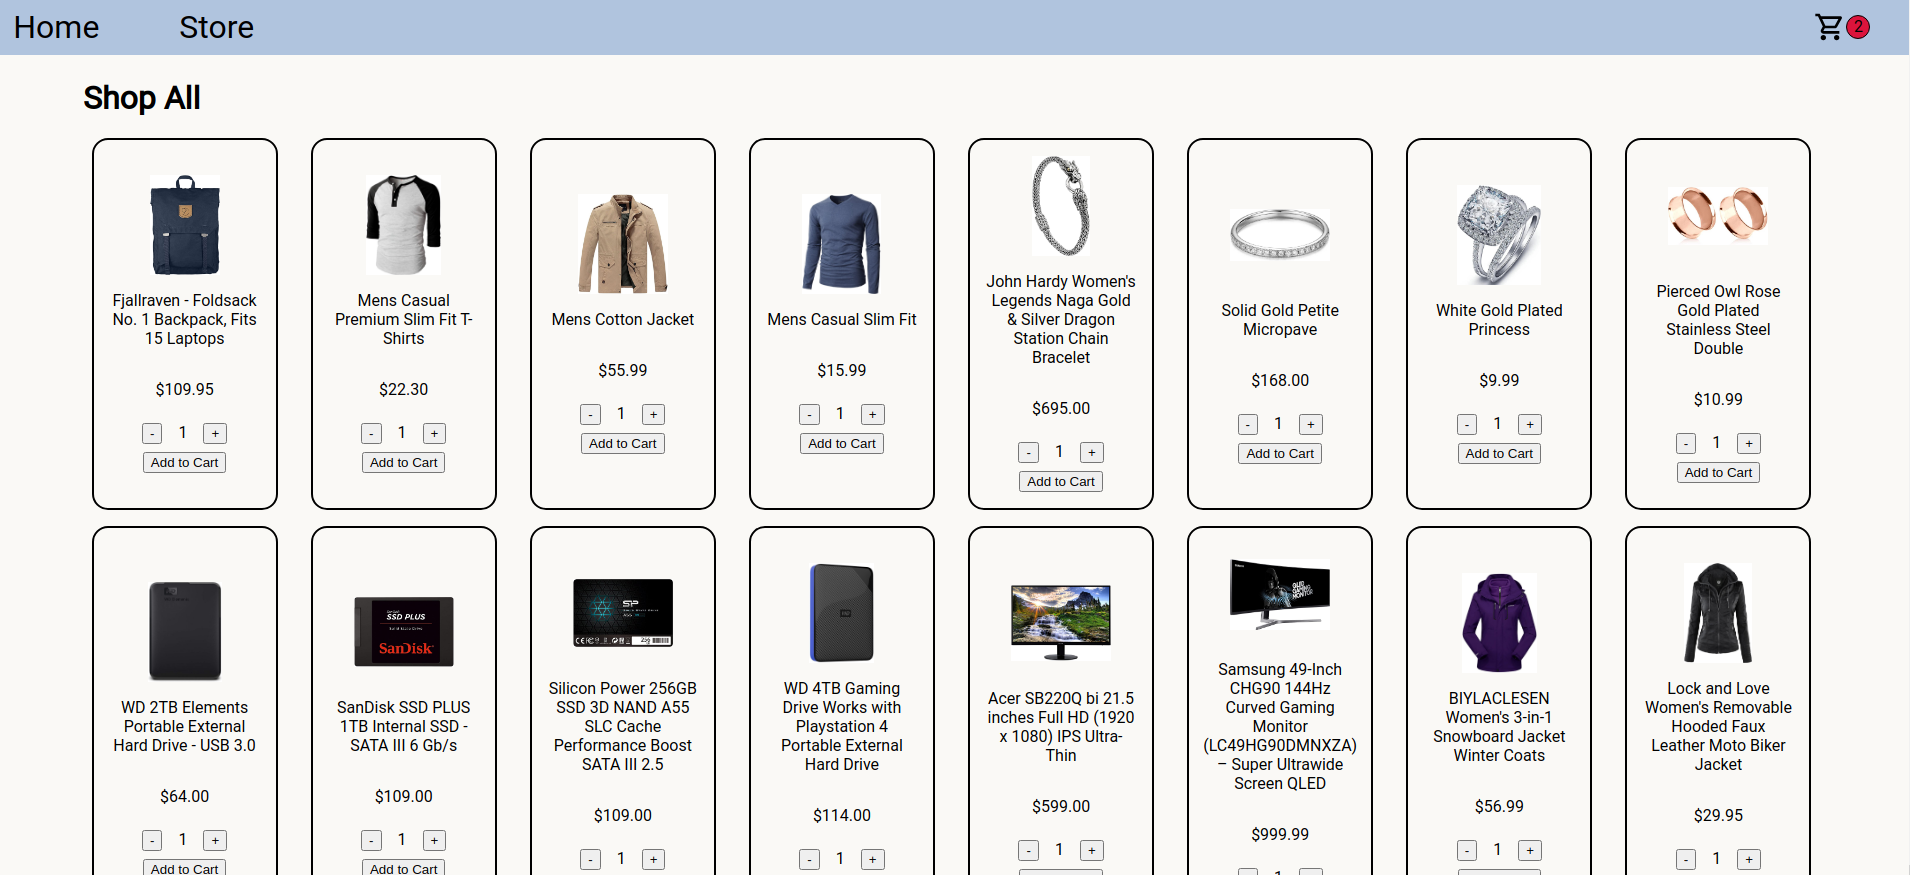 Home
Store
2
Shop All
Fjallraven - Foldsack
No. 1 Backpack, Fits
15 Laptops
$109.95
- 1 +
Add to Cart
Mens Casual
Premium Slim Fit T-
Shirts
$22.30
- 1 +
Add to Cart
Mens Cotton Jacket
$55.99
- 1 +
Add to Cart
Mens Casual Slim Fit
$15.99
- 1 +
Add to Cart
John Hardy Women's
Legends Naga Gold
& Silver Dragon
Station Chain
Bracelet
$695.00
- 1 +
Add to Cart
Solid Gold Petite
Micropave
$168.00
- 1 +
Add to Cart
White Gold Plated
Princess
$9.99
- 1 +
Add to Cart
Pierced Owl Rose
Gold Plated
Stainless Steel
Double
$10.99
- 1 +
Add to Cart
WD 2TB Elements
Portable External
Hard Drive - USB 3.0
$64.00
- 1 +
Add to Cart
SSD PLUS
SanDisk
SanDisk SSD PLUS
1TB Internal SSD -
SATA III 6 Gb/s
$109.00
- 1 +
Add to Cart
SP
Silicon Power 256GB
SSD 3D NAND A55
SLC Cache
Performance Boost
SATA III 2.5
$109.00
- 1 +
WD
WD 4TB Gaming
Drive Works with
Playstation 4
Portable External
Hard Drive
$114.00
- 1 +
Acer SB220Q bi 21.5
inches Full HD (1920
x 1080) IPS Ultra-
Thin
$599.00
- 1 +
QLED
GAMING
MONITOR
Samsung 49-Inch
CHG90 144Hz
Curved Gaming
Monitor
(LC49HG90DMNXZA)
– Super Ultrawide
Screen QLED
$999.99
1
BIYLACLESEN
Women's 3-in-1
Snowboard Jacket
Winter Coats
$56.99
- 1 +
Lock and Love
Women's Removable
Hooded Faux
Leather Moto Biker
Jacket
$29.95
- 1 +